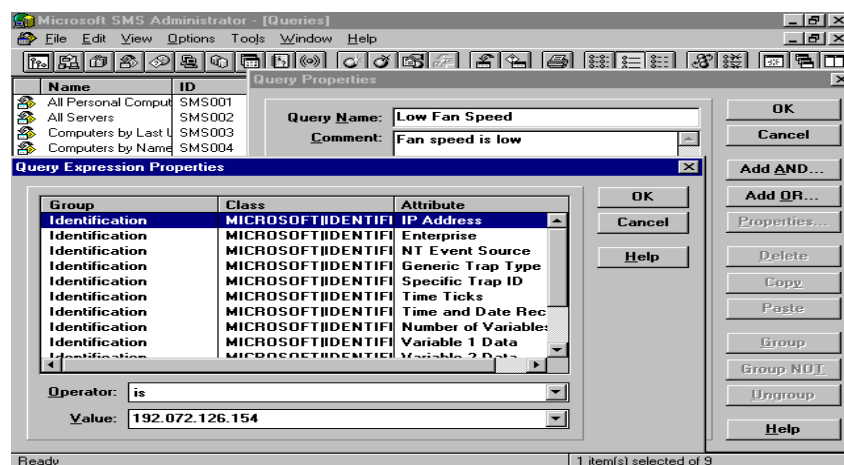 Microsoft SMS Administrator - [Queries]
File Edit View Options Tools Window Help
Name ID
All Personal Comput SMS001
All Servers SMS002
Computers by Last L SMS003
Computers by Name SMS004
Query Properties
Query Name: Low Fan Speed
Comment: Fan speed is low
OK
Cancel
Add AND...
Add OR...
Properties...
Delete
Copy
Paste
Group
Group NOT
Ungroup
Help
Query Expression Properties
Group Class Attribute
Identification MICROSOFT|IDENTIFI IP Address
Identification MICROSOFT|IDENTIFI Enterprise
Identification MICROSOFT|IDENTIFI NT Event Source
Identification MICROSOFT|IDENTIFI Generic Trap Type
Identification MICROSOFT|IDENTIFI Specific Trap ID
Identification MICROSOFT|IDENTIFI Time Ticks
Identification MICROSOFT|IDENTIFI Time and Date Rec
Identification MICROSOFT|IDENTIFI Number of Variable:
Identification MICROSOFT|IDENTIFI Variable 1 Data
Identification MICROSOFT|IDENTIFI Variable 2 Data
OK
Cancel
Help
Operator: is
Value: 192.072.126.154
Ready 1 item(s) selected of 9